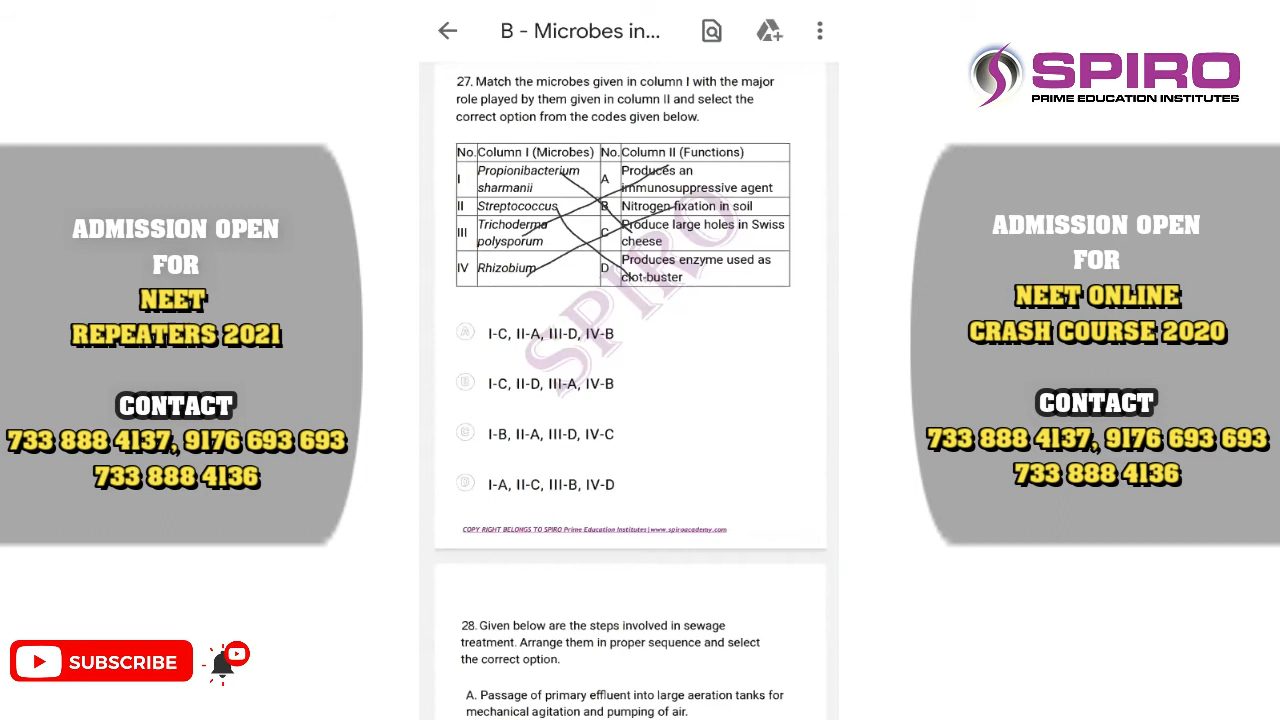 B - Microbes in...
SPIRO
PRIME EDUCATION INSTITUTES
27. Match the microbes given in column I with the major
role played by them given in column II and select the
correct option from the codes given below.
No. Column I (Microbes) No. Column II (Functions)
I Propionibacterium sharmanii A Produces an immunosuppressive agent
II Streptococcus B Nitrogen fixation in soil
III Trichoderma polysporum C Produce large holes in Swiss cheese
IV Rhizobium D Produces enzyme used as clot-buster
SPIRO
A I-C, II-A, III-D, IV-B
B I-C, II-D, III-A, IV-B
C I-B, II-A, III-D, IV-C
D I-A, II-C, III-B, IV-D
COPY RIGHT BELONGS TO SPIRO Prime Education Institutes|www.spiroacademy.com
28. Given below are the steps involved in sewage
treatment. Arrange them in proper sequence and select
the correct option.
A. Passage of primary effluent into large aeration tanks for
mechanical agitation and pumping of air.
ADMISSION OPEN
FOR
NEET
REPEATERS 2021
CONTACT
733 888 4137, 9176 693 693
733 888 4136
ADMISSION OPEN
FOR
NEET ONLINE
CRASH COURSE 2020
CONTACT
733 888 4137, 9176 693 693
733 888 4136
SUBSCRIBE